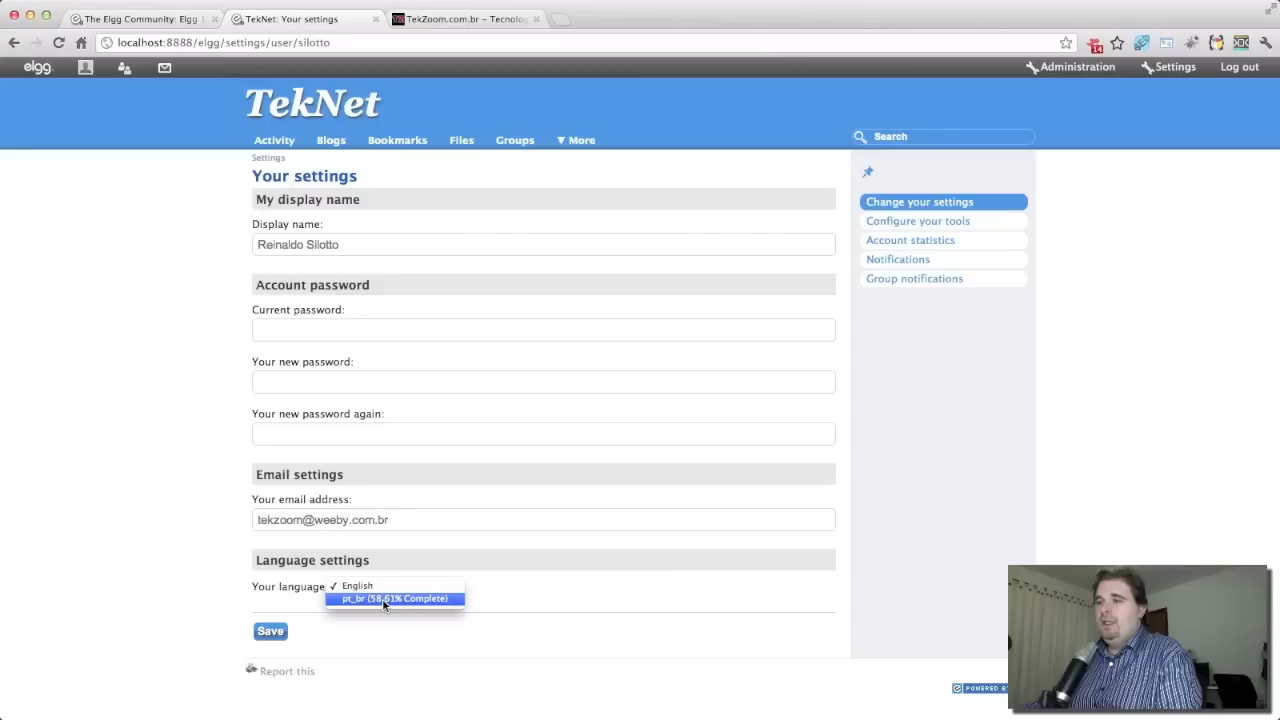 The Elgg Community: Elgg
TekNet: Your settings
TekZoom.com.br – Tecnolog
localhost:8888/elgg/settings/user/silotto
14
elgg.
Administration
Settings
Log out
TekNet
Activity
Blogs
Bookmarks
Files
Groups
▼ More
Search
Settings
Your settings
My display name
Display name:
Reinaldo Silotto
Account password
Current password:
Your new password:
Your new password again:
Email settings
Your email address:
tekzoom@weeby.com.br
Language settings
Your language
✓ English
pt_br (58.61% Complete)
Save
Report this
Change your settings
Configure your tools
Account statistics
Notifications
Group notifications
POWERED BY